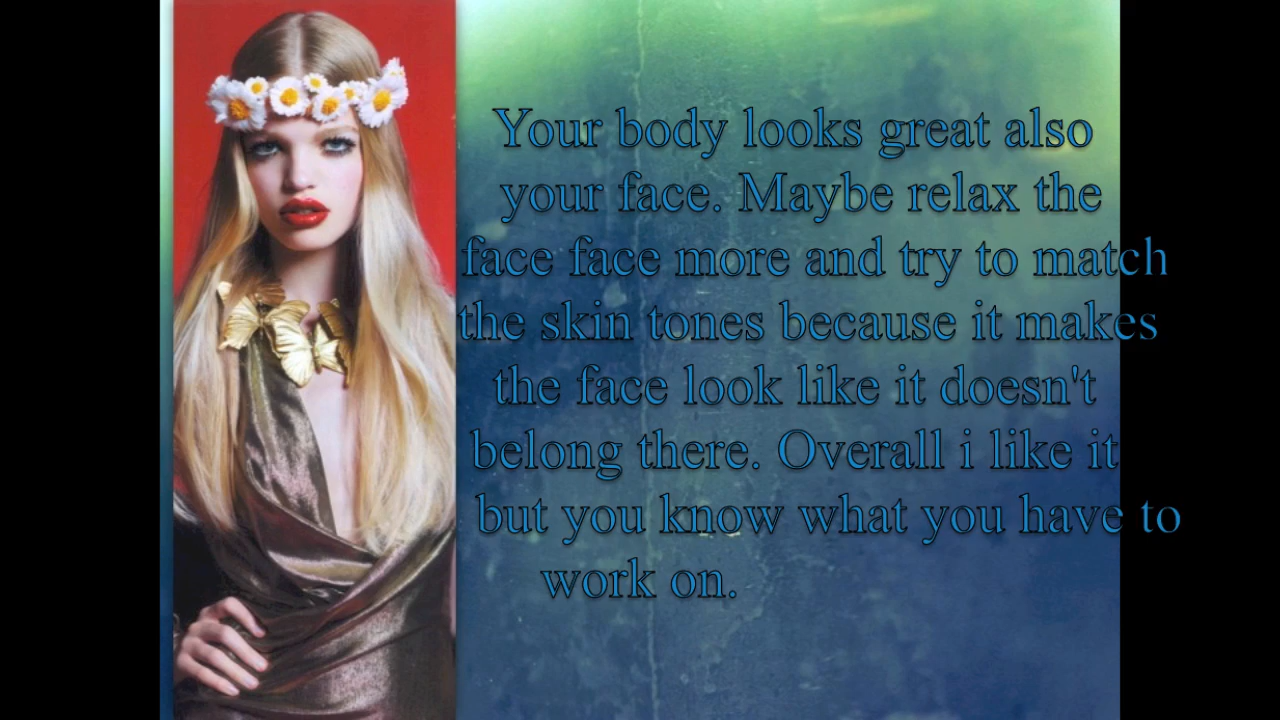 Your body looks great also
your face. Maybe relax the
face face more and try to match
the skin tones because it makes
the face look like it doesn't
belong there. Overall i like it
but you know what you have to
work on.